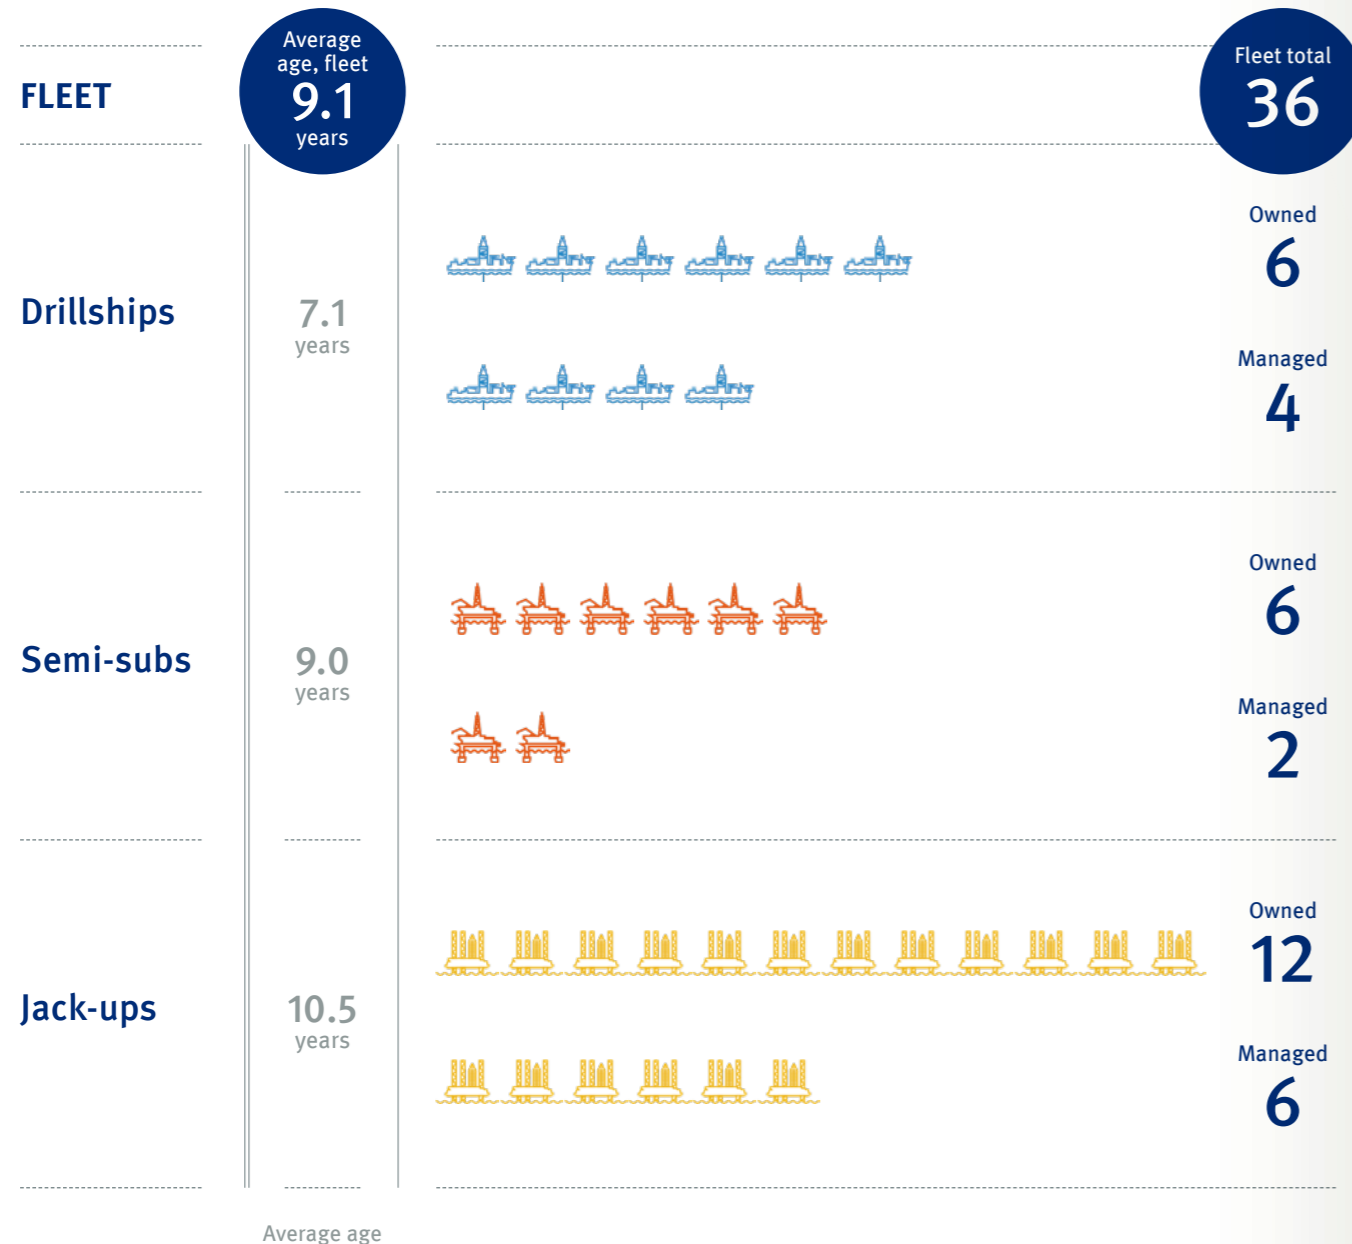 Average
age, fleet
9.1
years
Fleet total
36
FLEET
Drillships
7.1
years
Owned
6
Managed
4
Semi-subs
9.0
years
Owned
6
Managed
2
Jack-ups
10.5
years
Owned
12
Managed
6
Average age